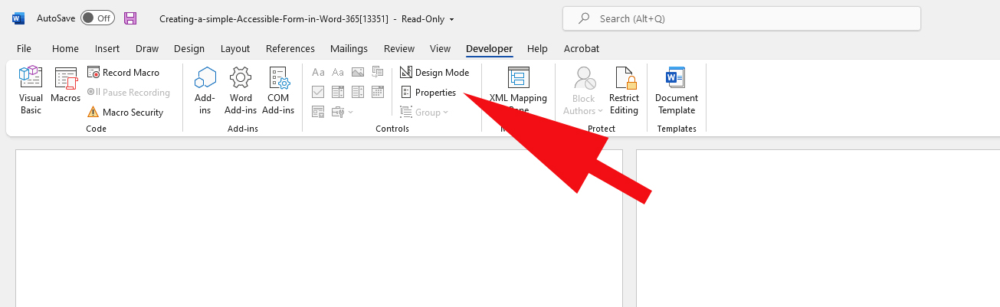 AutoSave Off Creating-a-simple-Accessible-Form-in-Word-365[13351] - Read-Only Search (Alt+Q)
File Home Insert Draw Design Layout References Mailings Review View Developer Help Acrobat
Visual Basic
Macros
Record Macro
Pause Recording
Macro Security
Code
Add-ins
Word Add-ins
COM Add-ins
Add-ins
Aa Aa
Design Mode
Properties
Group
Controls
XML Mapping
Block Authors
Restrict Editing
Protect
Document Template
Templates